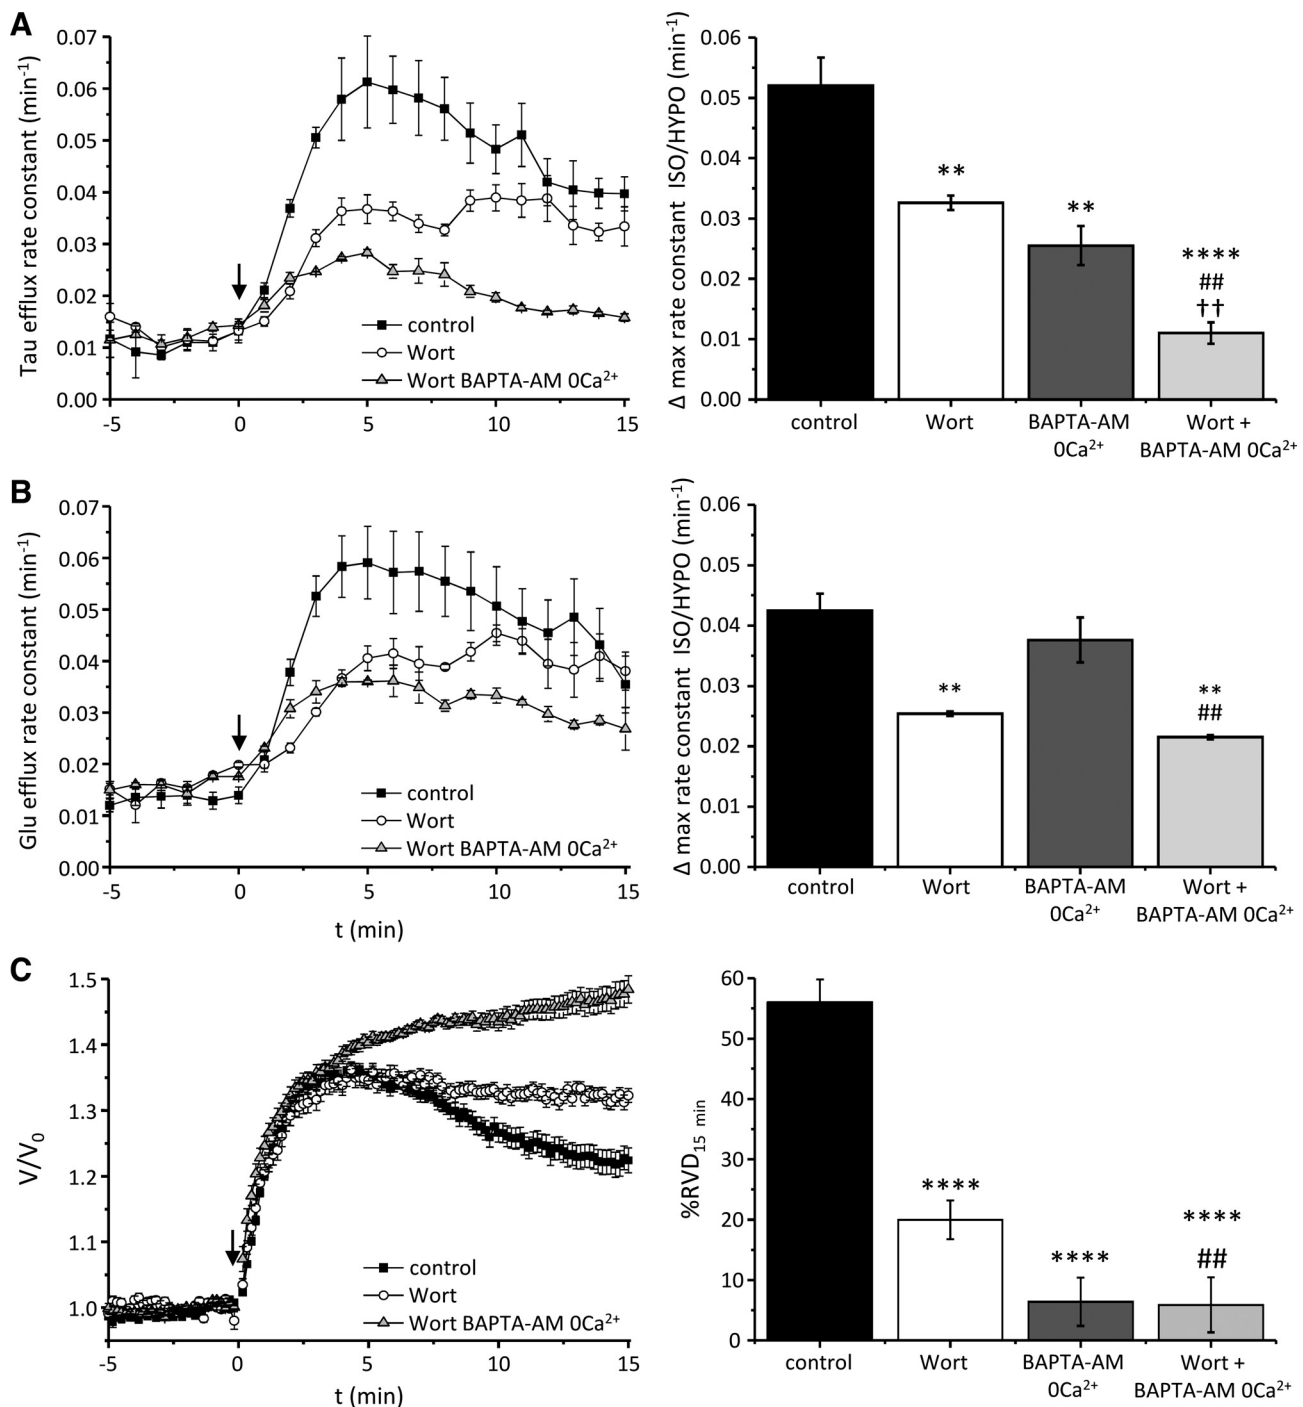 A
Tau efflux rate constant (min⁻¹)
0.07
0.06
0.05
0.04
0.03
0.02
0.01
0.00
-5
0
5
10
15
control
Wort
Wort BAPTA-AM 0Ca²⁺
Δ max rate constant ISO/HYPO (min⁻¹)
0.06
0.05
0.04
0.03
0.02
0.01
0.00
**
**
****
##
††
control
Wort
BAPTA-AM
0Ca²⁺
Wort +
BAPTA-AM 0Ca²⁺
B
Glu efflux rate constant (min⁻¹)
0.07
0.06
0.05
0.04
0.03
0.02
0.01
0.00
-5
0
5
10
15
t (min)
control
Wort
Wort BAPTA-AM 0Ca²⁺
Δ max rate constant ISO/HYPO (min⁻¹)
0.06
0.05
0.04
0.03
0.02
0.01
0.00
**
**
##
control
Wort
BAPTA-AM
0Ca²⁺
Wort +
BAPTA-AM 0Ca²⁺
C
V/V₀
1.5
1.4
1.3
1.2
1.1
1.0
-5
0
5
10
15
t (min)
control
Wort
Wort BAPTA-AM 0Ca²⁺
%RVD₁₅ min
60
50
40
30
20
10
0
****
****
****
##
control
Wort
BAPTA-AM
0Ca²⁺
Wort +
BAPTA-AM 0Ca²⁺